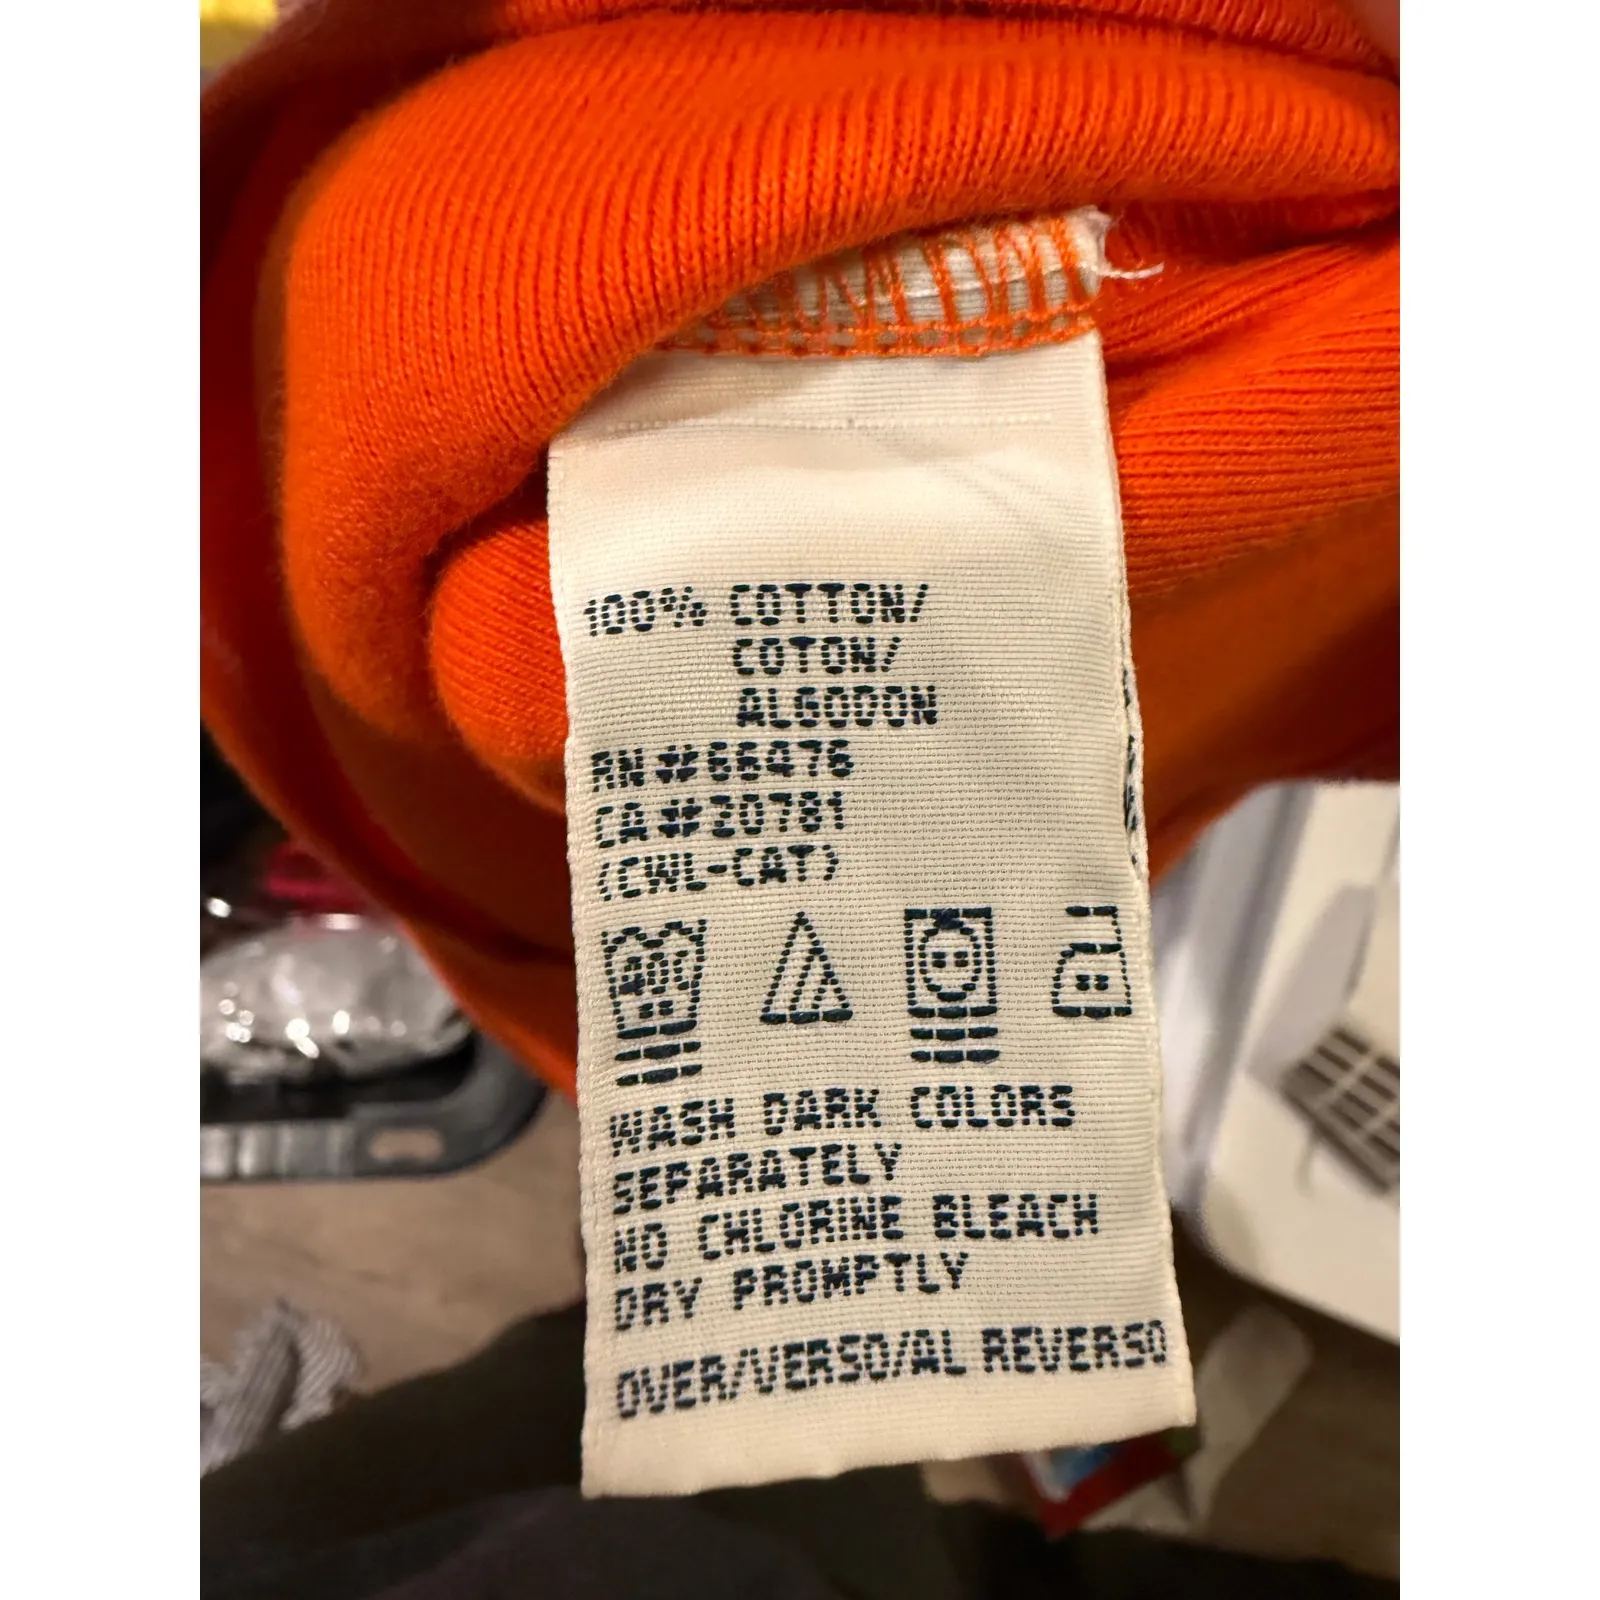 100% COTTON/
COTON/
ALGODON
RN#66476
CA#20781
(CWL-CAT)
40C
WASH DARK COLORS
SEPARATELY
NO CHLORINE BLEACH
DRY PROMPTLY
OVER/VERSO/AL REVERSO